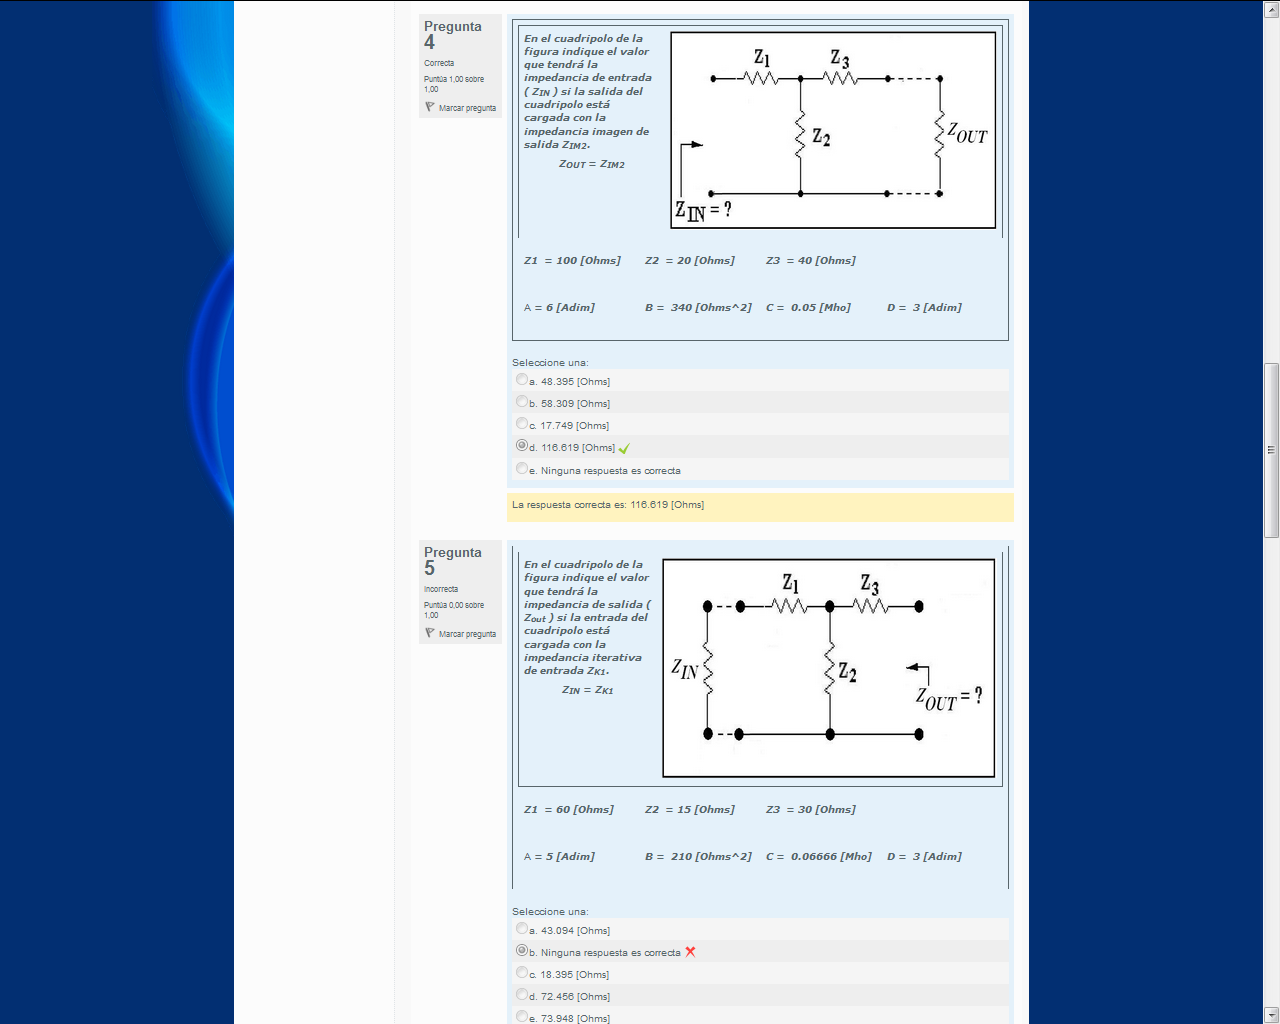 Pregunta
4
Correcta
Puntúa 1,00 sobre
1,00
Marcar pregunta
En el cuadripolo de la
figura indique el valor
que tendrá la
impedancia de entrada
( ZIN ) si la salida del
cuadripolo está
cargada con la
impedancia imagen de
salida ZIM2.
ZOUT = ZIM2
Z1
Z3
Z2
ZOUT
ZIN = ?
Z1 = 100 [Ohms] Z2 = 20 [Ohms] Z3 = 40 [Ohms]
A = 6 [Adim] B = 340 [Ohms^2] C = 0.05 [Mho] D = 3 [Adim]
Seleccione una:
a. 48.395 [Ohms]
b. 58.309 [Ohms]
c. 17.749 [Ohms]
d. 116.619 [Ohms]
e. Ninguna respuesta es correcta
La respuesta correcta es: 116.619 [Ohms]
Pregunta
5
Incorrecta
Puntúa 0,00 sobre
1,00
Marcar pregunta
En el cuadripolo de la
figura indique el valor
que tendrá la
impedancia de salida (
Zout ) si la entrada del
cuadripolo está
cargada con la
impedancia iterativa
de entrada ZK1.
ZIN = ZK1
Z1
Z3
ZIN
Z2
ZOUT = ?
Z1 = 60 [Ohms] Z2 = 15 [Ohms] Z3 = 30 [Ohms]
A = 5 [Adim] B = 210 [Ohms^2] C = 0.06666 [Mho] D = 3 [Adim]
Seleccione una:
a. 43.094 [Ohms]
b. Ninguna respuesta es correcta
c. 18.395 [Ohms]
d. 72.456 [Ohms]
e. 73.948 [Ohms]